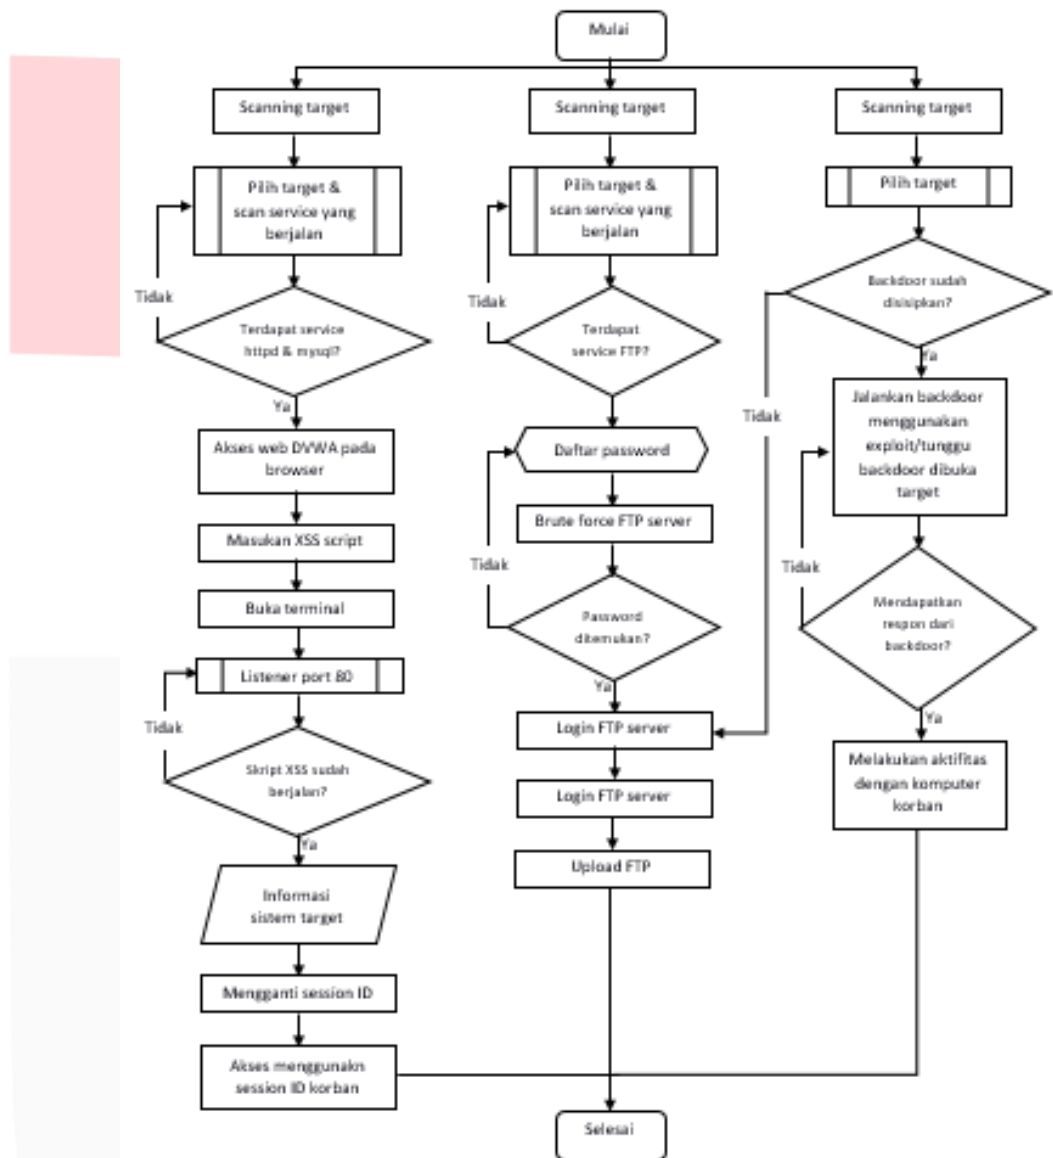 Mulai
Scanning target
Scanning target
Scanning target
Pilih target &
scan service yang
berjalan
Pilih target &
scan service yang
berjalan
Pilih target
Tidak
Terdapat service
httpd & mysql?
Ya
Tidak
Terdapat
service FTP?
Backdoor sudah
disisipkan?
Ya
Tidak
Akses web DVWA pada
browser
Masukan XSS script
Buka terminal
Listener port 80
Tidak
Skript XSS sudah
berjalan?
Ya
Informasi
sistem target
Mengganti session ID
Akses menggunakn
session ID korban
Daftar password
Brute force FTP server
Tidak
Password
ditemukan?
Ya
Login FTP server
Login FTP server
Upload FTP
Jalankan backdoor
menggunakan
exploit/tunggu
backdoor dibuka
target
Tidak
Mendapatkan
respon dari
backdoor?
Ya
Melakukan aktifitas
dengan komputer
korban
Selesai